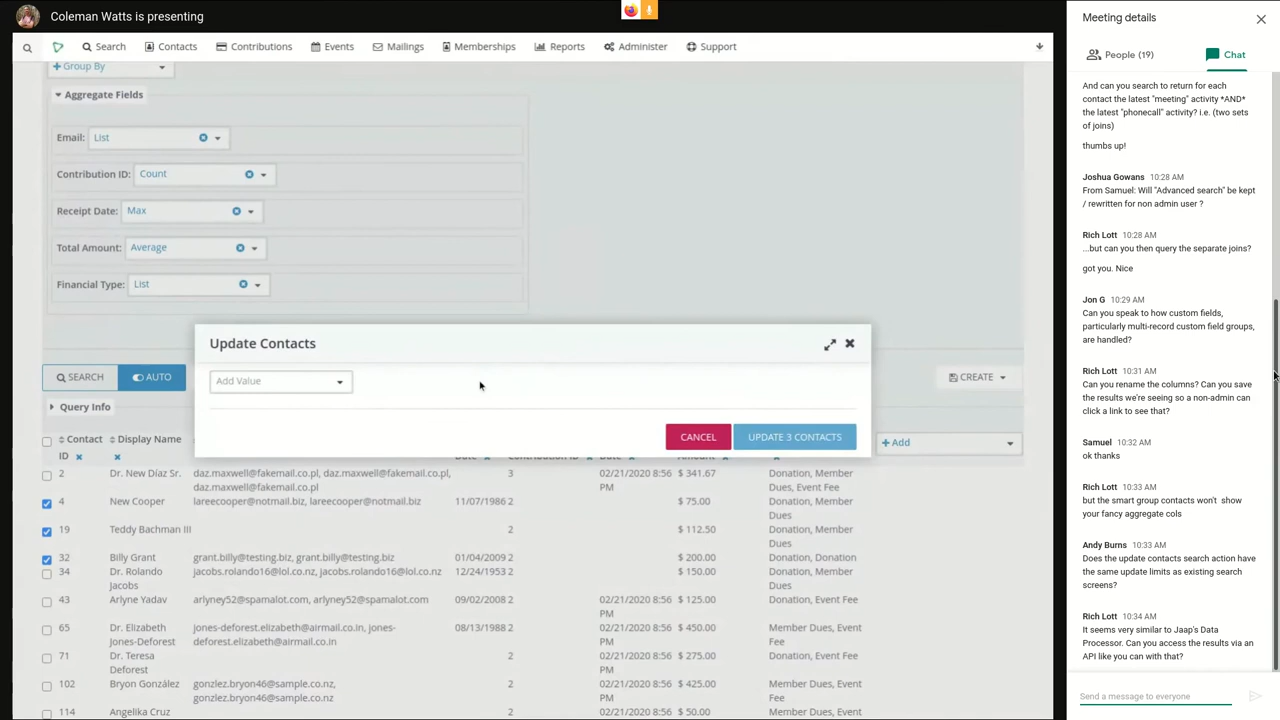 Coleman Watts is presenting
Search Contacts Contributions Events Mailings Memberships Reports Administer Support
+ Group By
Aggregate Fields
Email: List
Contribution ID: Count
Receipt Date: Max
Total Amount: Average
Financial Type: List
Update Contacts
Add Value
CANCEL UPDATE 3 CONTACTS
SEARCH AUTO CREATE
Query Info
Contact Display Name
ID
+ Add
2 Dr. New Díaz Sr. daz.maxwell@fakemail.co.pl, daz.maxwell@fakemail.co.pl, 3 02/21/2020 8:56 $ 341.67 Donation, Member
daz.maxwell@fakemail.co.pl PM Dues, Event Fee
4 New Cooper lareecooper@notmail.biz, lareecooper@notmail.biz 11/07/1986 2 $ 75.00 Donation, Member
Dues
19 Teddy Bachman III 2 $ 112.50 Donation, Member
Dues
32 Billy Grant grant.billy@testing.biz, grant.billy@testing.biz 01/04/2009 2 $ 200.00 Donation, Donation
34 Dr. Rolando jacobs.rolando16@lol.co.nz, jacobs.rolando16@lol.co.nz 12/24/1953 2 $ 150.00 Donation, Member
Jacobs Dues
43 Arlyne Yadav arlyney52@spamalot.com, arlyney52@spamalot.com 09/02/2008 2 02/21/2020 8:56 $ 125.00 Donation, Event Fee
PM
65 Dr. Elizabeth jones-deforest.elizabeth@airmail.co.in, jones- 08/13/1988 2 02/21/2020 8:56 $ 450.00 Member Dues, Event
Jones-Deforest deforest.elizabeth@airmail.co.in PM Fee
71 Dr. Teresa 2 02/21/2020 8:56 $ 275.00 Donation, Event Fee
Deforest PM
102 Bryon González gonzlez.bryon46@sample.co.nz, 2 02/21/2020 8:56 $ 425.00 Member Dues, Event
gonzlez.bryon46@sample.co.nz PM Fee
114 Angelika Cruz 2 02/21/2020 8:56 $ 50.00 Donation, Event Fee
Meeting details
People (19) Chat
And can you search to return for each
contact the latest "meeting" activity *AND*
the latest "phonecall" activity? i.e. (two sets
of joins)
thumbs up!
Joshua Gowans 10:28 AM
From Samuel: Will "Advanced search" be kept
/ rewritten for non admin user ?
Rich Lott 10:28 AM
...but can you then query the separate joins?
got you. Nice
Jon G 10:29 AM
Can you speak to how custom fields,
particularly multi-record custom field groups,
are handled?
Rich Lott 10:31 AM
Can you rename the columns? Can you save
the results we're seeing so a non-admin can
click a link to see that?
Samuel 10:32 AM
ok thanks
Rich Lott 10:33 AM
but the smart group contacts won't show
your fancy aggregate cols
Andy Burns 10:33 AM
Does the update contacts search action have
the same update limits as existing search
screens?
Rich Lott 10:34 AM
It seems very similar to Jaap's Data
Processor. Can you access the results via an
API like you can with that?
Send a message to everyone